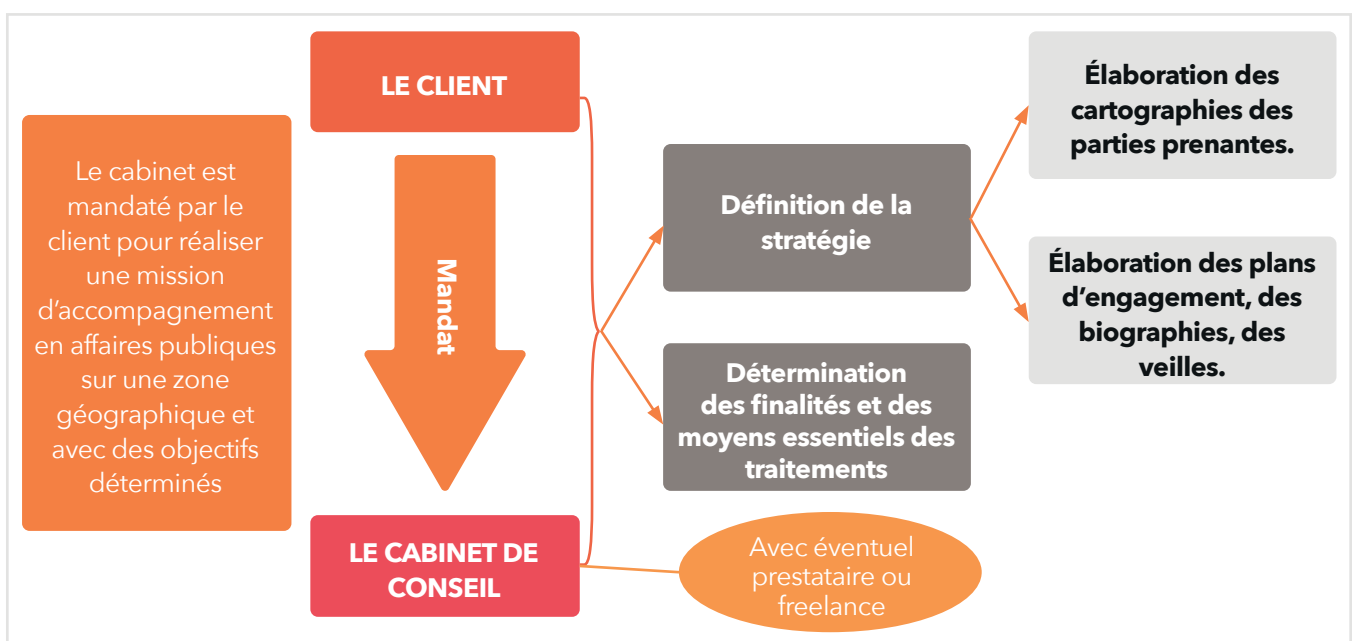 Le cabinet est
mandaté par le
client pour réaliser
une mission
d’accompagnement
en affaires publiques
sur une zone
géographique et
avec des objectifs
déterminés
LE CLIENT
Mandat
LE CABINET DE
CONSEIL
Définition de la
stratégie
Détermination
des finalités et des
moyens essentiels des
traitements
Avec éventuel
prestataire ou
freelance
Élaboration des
cartographies des
parties prenantes.
Élaboration des plans
d’engagement, des
biographies, des
veilles.